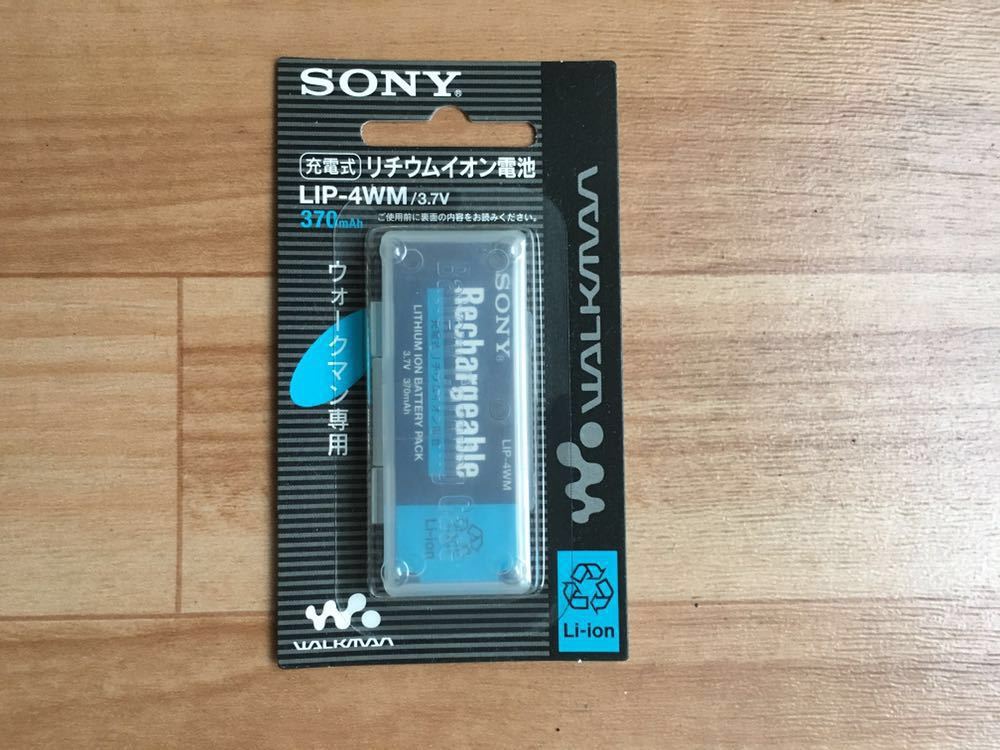 SONY®
充電式 リチウムイオン電池
LIP-4WM/3.7V
370mAh ご使用前に裏面の内容をお読みください。
ウォークマン専用
SONY®
LIP-4WM
Rechargeable
LITHIUM ION BATTERY PACK
3.7V 370mAh
Li-ion
WALKMAN
WALKMAN
Li-ion